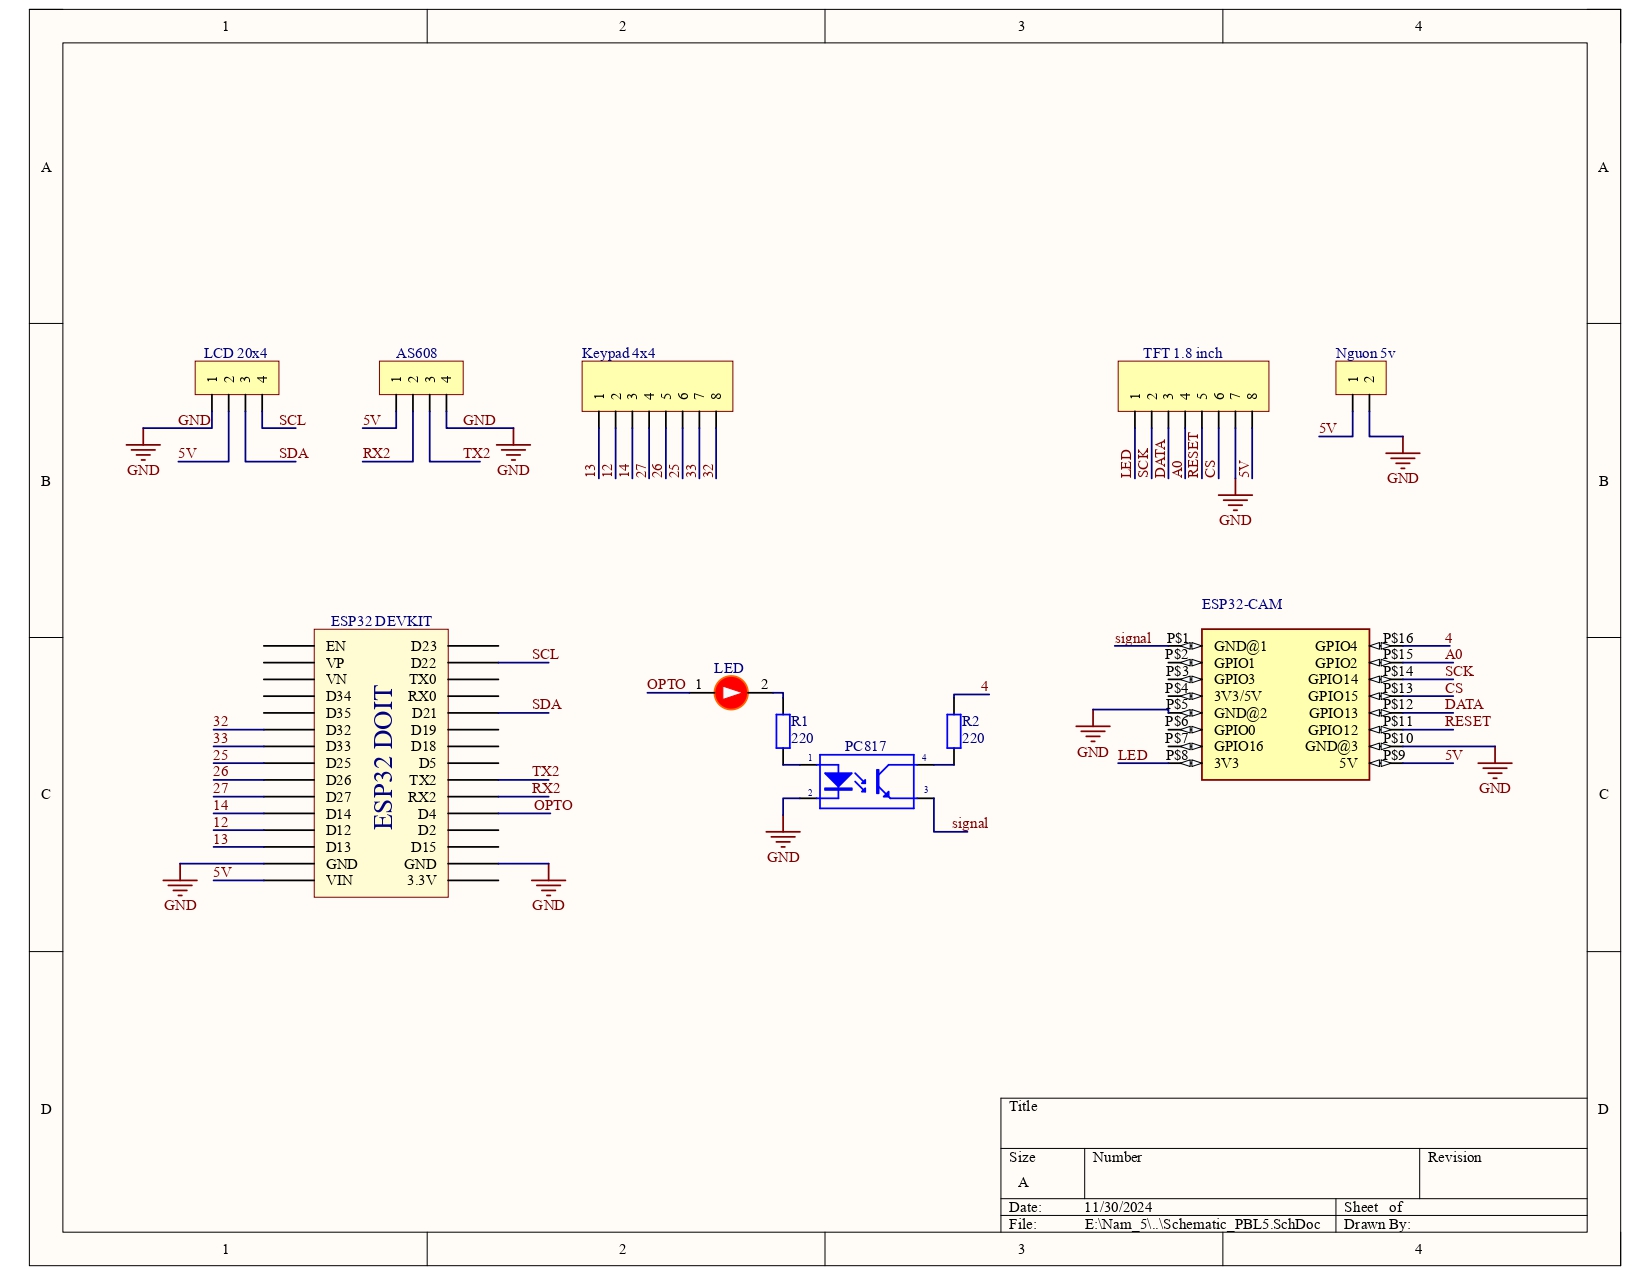 1 2 3 4
A A
LCD 20x4 AS608 Keypad 4x4 TFT 1.8 inch Nguon 5v
1 2 3 4
1 2 3 4
1 2 3 4 5 6 7 8
1 2 3 4 5 6 7 8
1 2
GND SCL
5V SDA
GND
5V GND
RX2 TX2
GND
13 12 14 27 26 25 33 32
LED SCK DATA A0 RESET CS 5V
GND
5V
GND
B B
ESP32 DEVKIT
ESP32 DOIT
EN D23
VP D22 SCL
VN TX0
D34 RX0
D35 D21 SDA
32 D32 D19
33 D33 D18
25 D25 D5
26 D26 TX2 TX2
27 D27 RX2 RX2
14 D14 D4 OPTO
12 D12 D2
13 D13 D15
GND GND
5V VIN 3.3V
GND GND
LED
OPTO 1 2
4
R1
220
R2
220
PC817
1 4
2 3
signal
GND
ESP32-CAM
signal P$1 GND@1 GPIO4 P$16 4
P$2 GPIO1 GPIO2 P$15 A0
P$3 GPIO3 GPIO14 P$14 SCK
P$4 3V3/5V GPIO15 P$13 CS
P$5 GND@2 GPIO13 P$12 DATA
P$6 GPIO0 GPIO12 P$11 RESET
P$7 GPIO16 GND@3 P$10
LED P$8 3V3 5V P$9 5V
GND GND
C C
D D
Title
Size Number Revision
A
Date: 11/30/2024 Sheet of
File: E:\Nam_5\..\Schematic_PBL5.SchDoc Drawn By:
1 2 3 4